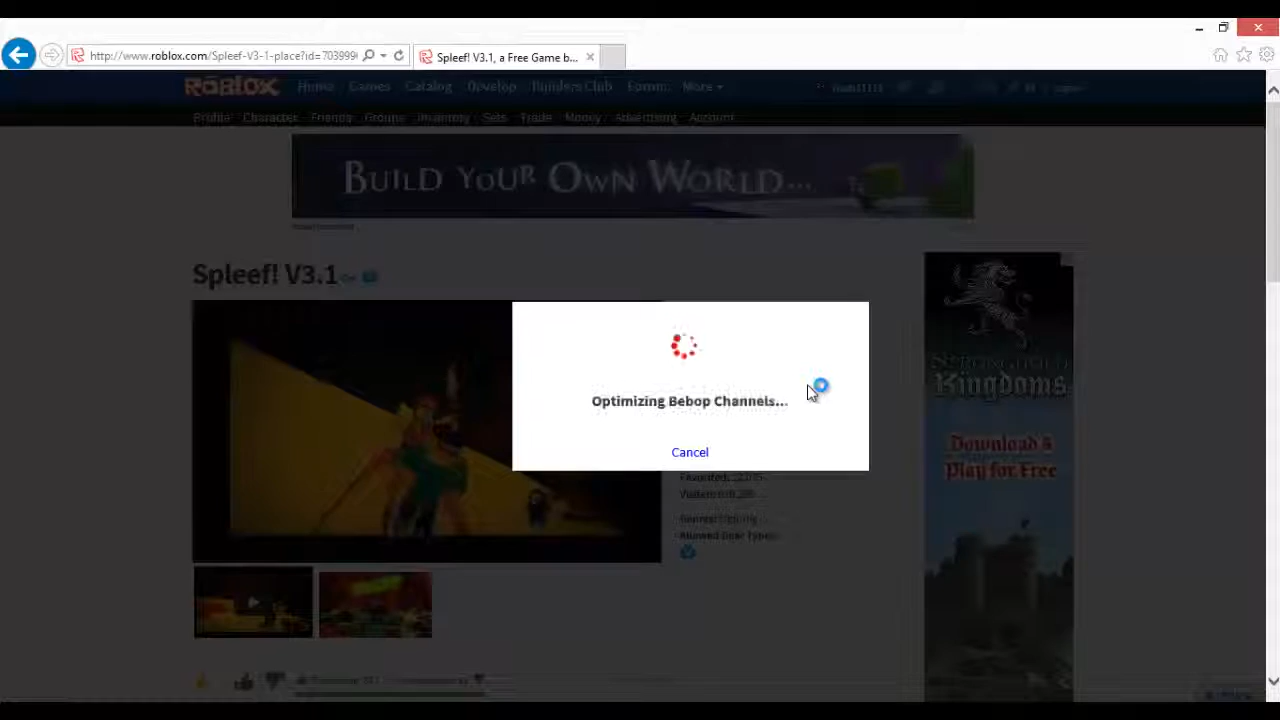 http://www.roblox.com/Spleef-V3-1-place?id=703999
Spleef! V3.1, a Free Game b...
ROBLOX Home Games Catalog Develop Builders Club Forum More
Profile Character Friends Groups Inventory Sets Trade Money Advertising Account
BUILD YOUR OWN WORLD...
Spleef! V3.1
STRONGHOLD
KINGDOMS
Download &
Play for Free
Optimizing Bebop Channels...
Cancel